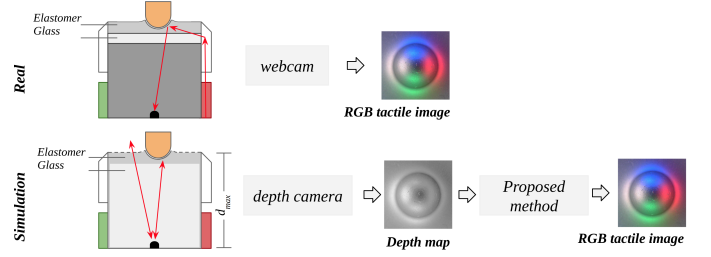 Real
Elastomer
Glass
webcam
RGB tactile image
Simulation
Elastomer
Glass
d_max
depth camera
Depth map
Proposed
method
RGB tactile image